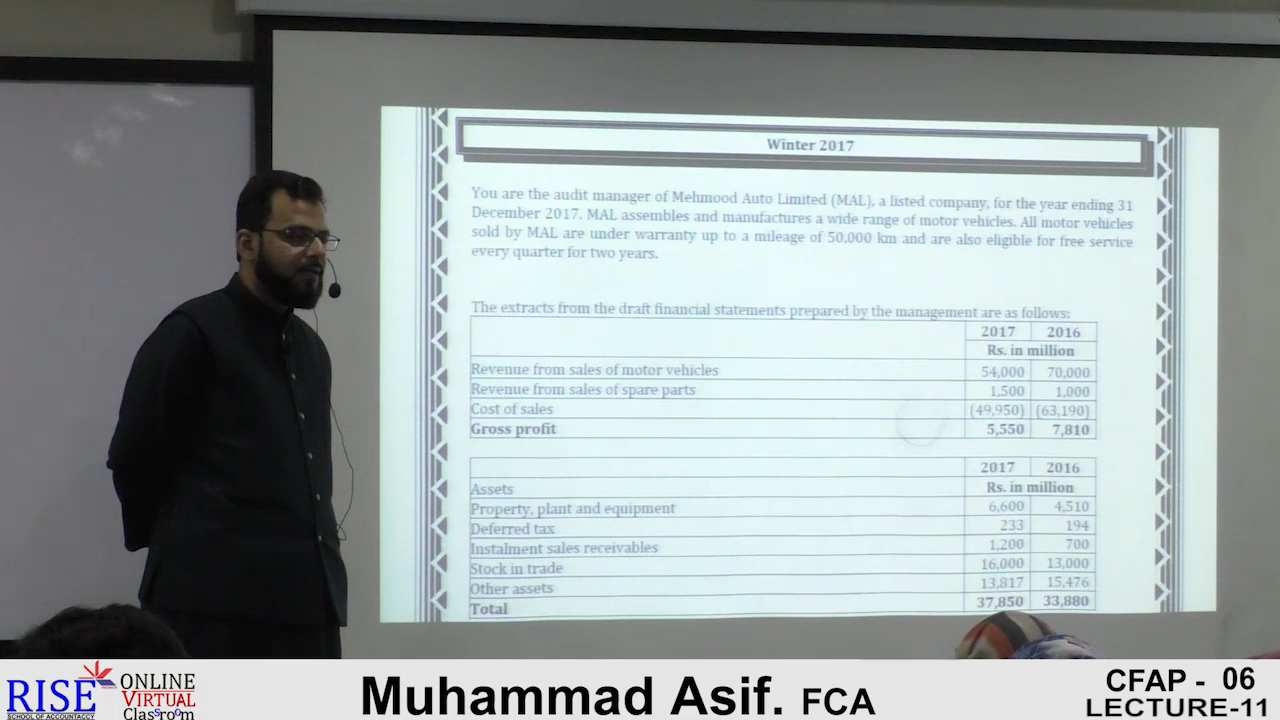 Winter 2017
You are the audit manager of Mehmood Auto Limited (MAL), a listed company, for the year ending 31
December 2017. MAL assembles and manufactures a wide range of motor vehicles. All motor vehicles
sold by MAL are under warranty up to a mileage of 50,000 km and are also eligible for free service
every quarter for two years.
The extracts from the draft financial statements prepared by the management are as follows:
2017 2016
Rs. in million
Revenue from sales of motor vehicles 54,000 70,000
Revenue from sales of spare parts 1,500 1,000
Cost of sales (49,950) (63,190)
Gross profit 5,550 7,810
2017 2016
Assets Rs. in million
Property, plant and equipment 6,600 4,510
Deferred tax 233 194
Instalment sales receivables 1,200 700
Stock in trade 16,000 13,000
Other assets 13,817 15,476
Total 37,850 33,880
RISE
SCHOOL OF ACCOUNTACCY
ONLINE
VIRTUAL
Classroom
Muhammad Asif. FCA
CFAP - 06
LECTURE-11